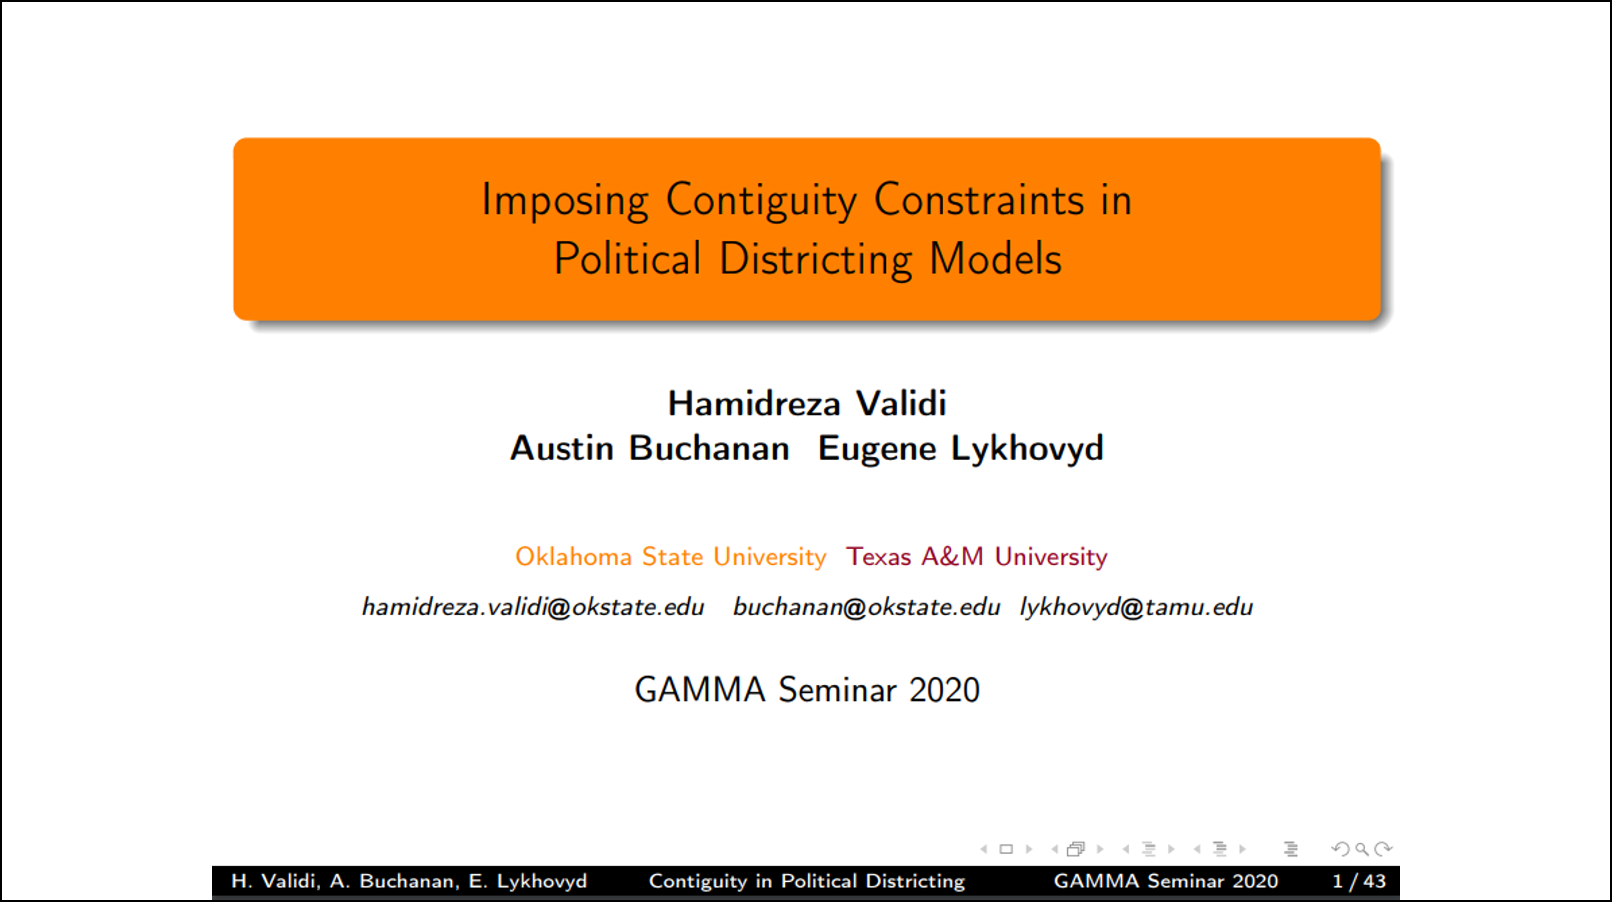 Imposing Contiguity Constraints in
Political Districting Models
Hamidreza Validi
Austin Buchanan Eugene Lykhovyd
Oklahoma State University Texas A&M University
hamidreza.validi@okstate.edu buchanan@okstate.edu lykhovyd@tamu.edu
GAMMA Seminar 2020
H. Validi, A. Buchanan, E. Lykhovyd Contiguity in Political Districting GAMMA Seminar 2020 1 / 43